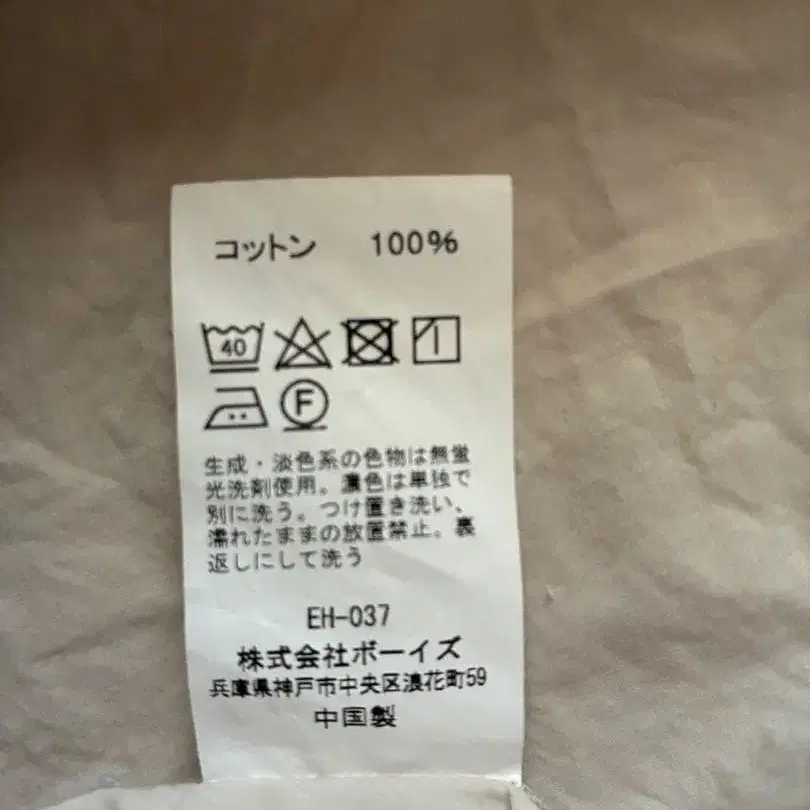 コットン 100%
40
F
生成・淡色系の色物は無蛍
光洗剤使用。濃色は単独で
別に洗う。つけ置き洗い、
濡れたままの放置禁止。裏
返しにして洗う
EH-037
株式会社ボーイズ
兵庫県神戸市中央区浪花町59
中国製